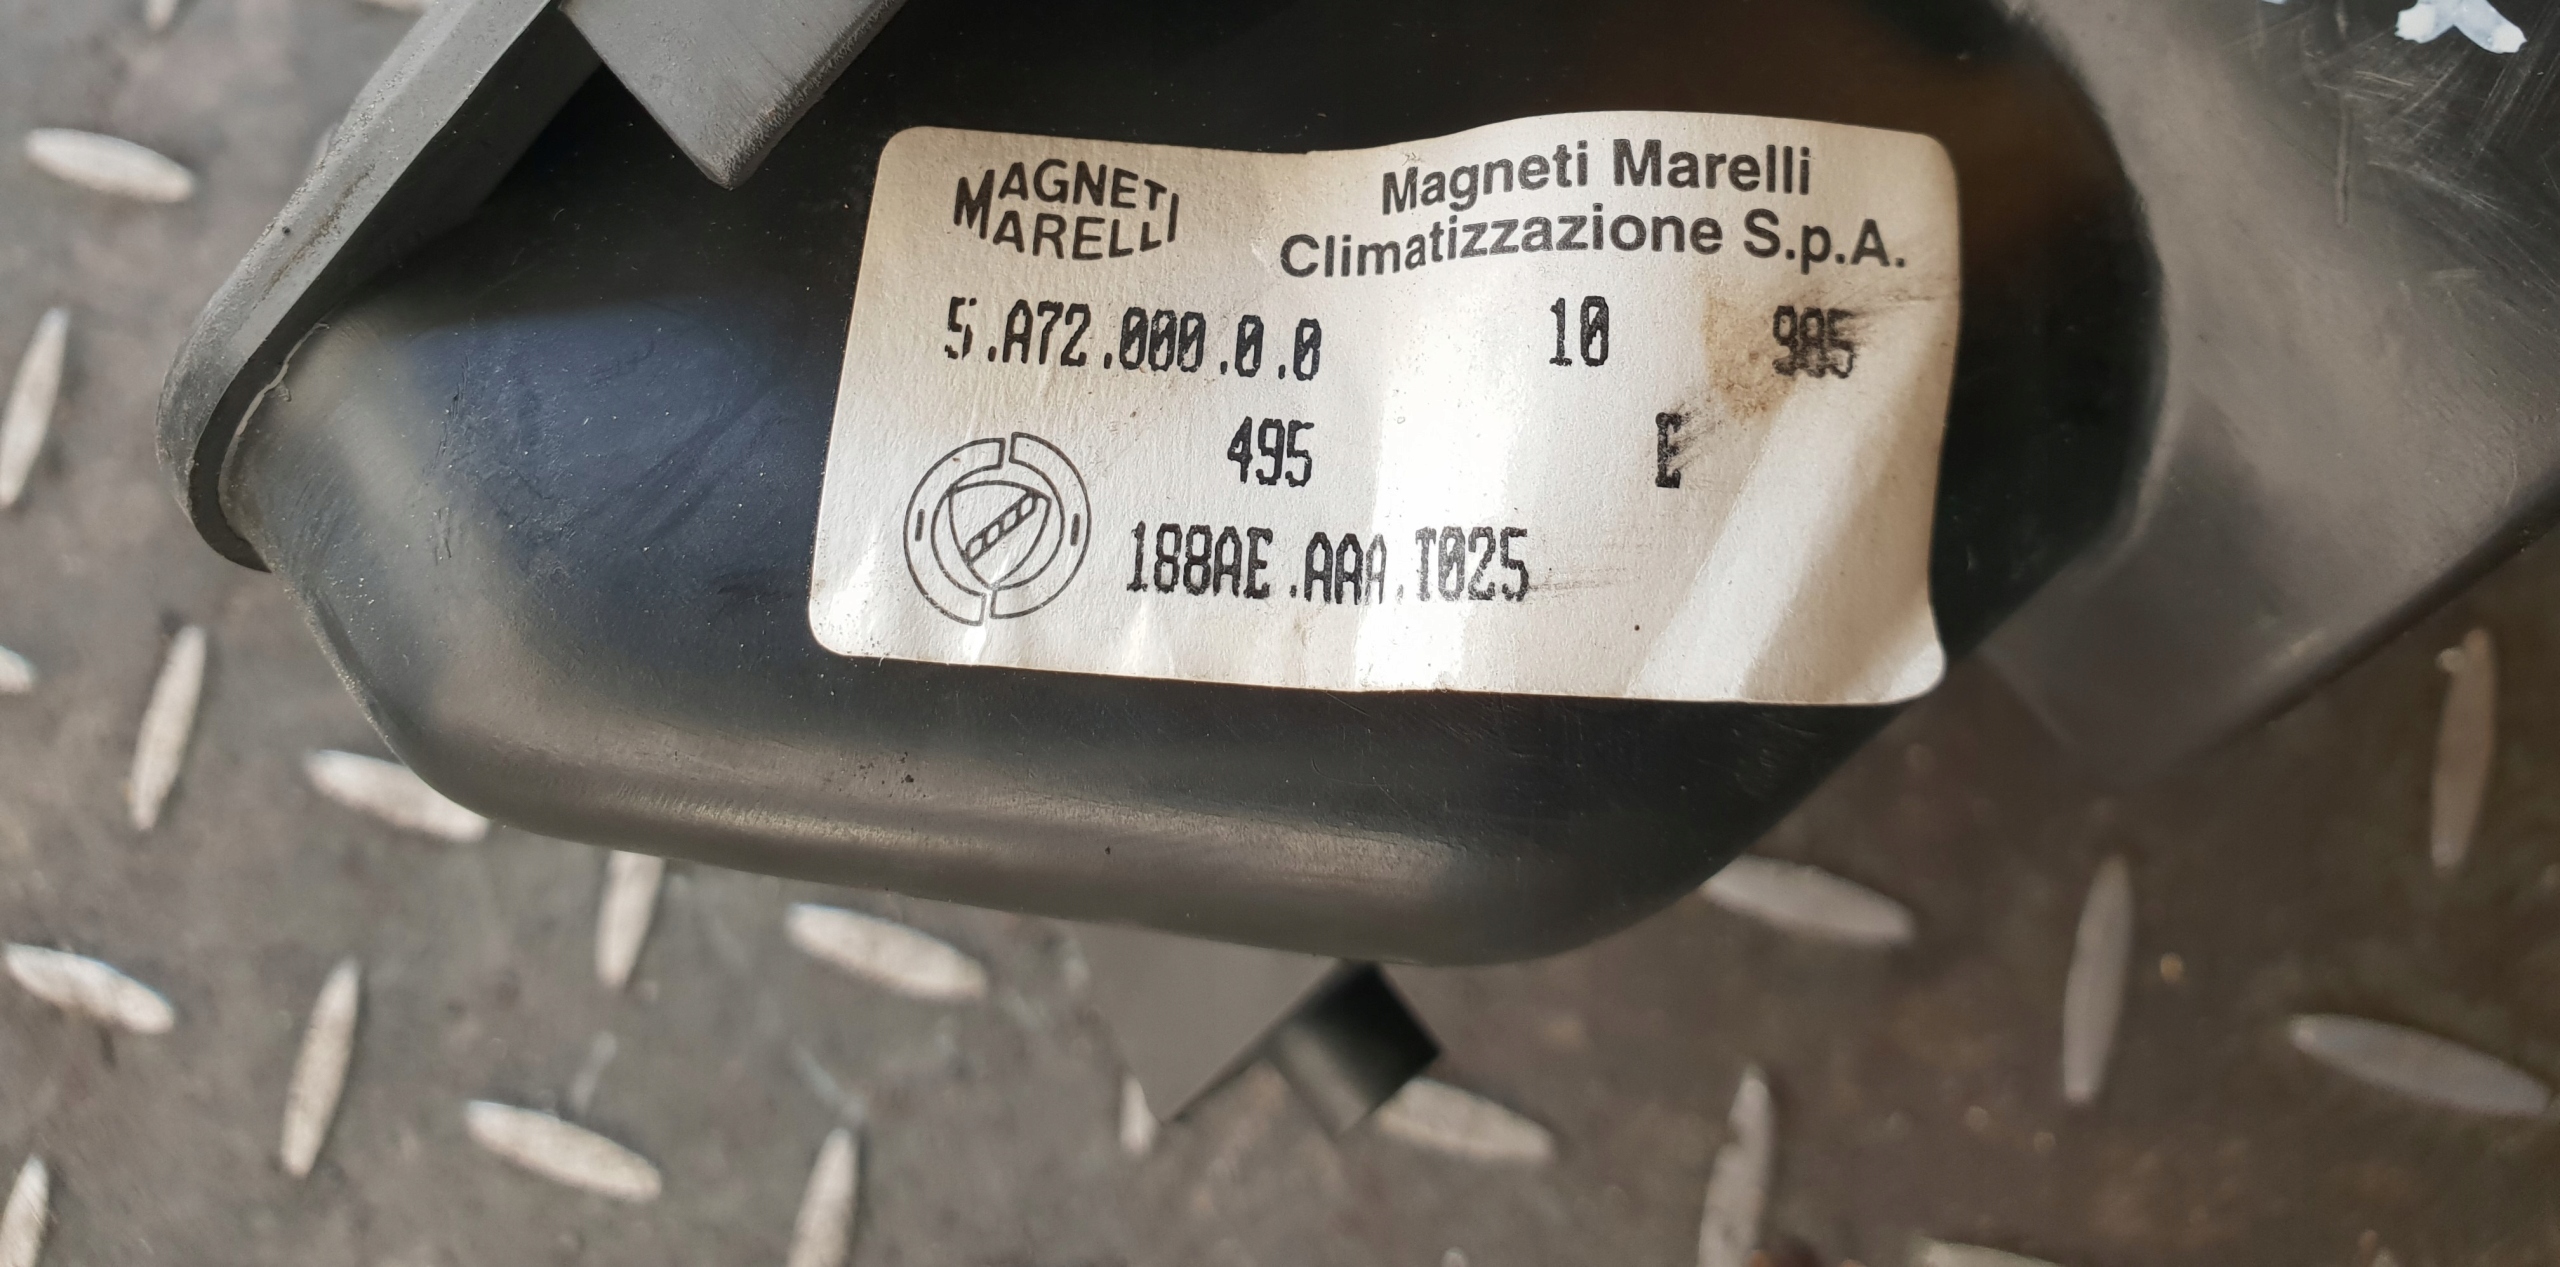 MAGNETI
MARELLI
Magneti Marelli
Climatizzazione S.p.A.
5.A72.000.0.0 10 985
495 E
188AE.AAA.T025